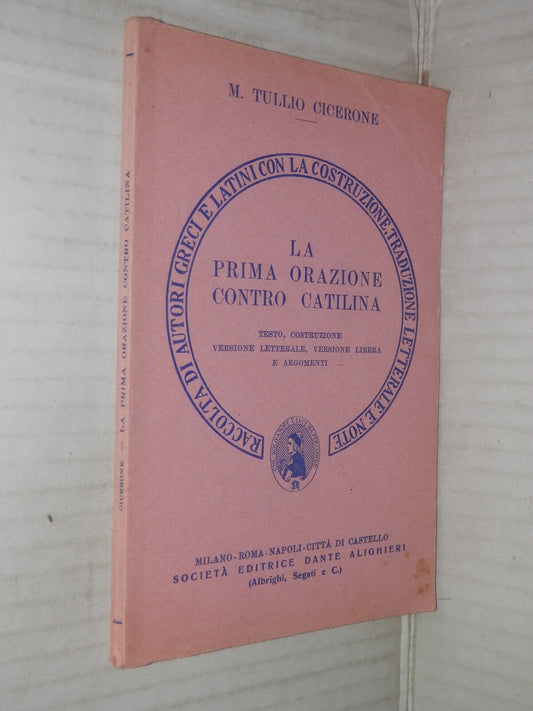 M. TULLIO CICERONE
RACCOLTA DI AUTORI GRECI E LATINI CON LA COSTRUZIONE, TRADUZIONE LETTERALE E NOTE
LA
PRIMA ORAZIONE
CONTRO CATILINA
TESTO, COSTRUZIONE
VERSIONE LETTERALE, VERSIONE LIBERA
E ARGOMENTI
MILANO-ROMA-NAPOLI-CITTÀ DI CASTELLO
SOCIETÀ EDITRICE DANTE ALIGHIERI
(Albrighi, Segati e C.)
CICERONE — LA PRIMA ORAZIONE CONTRO CATILINA